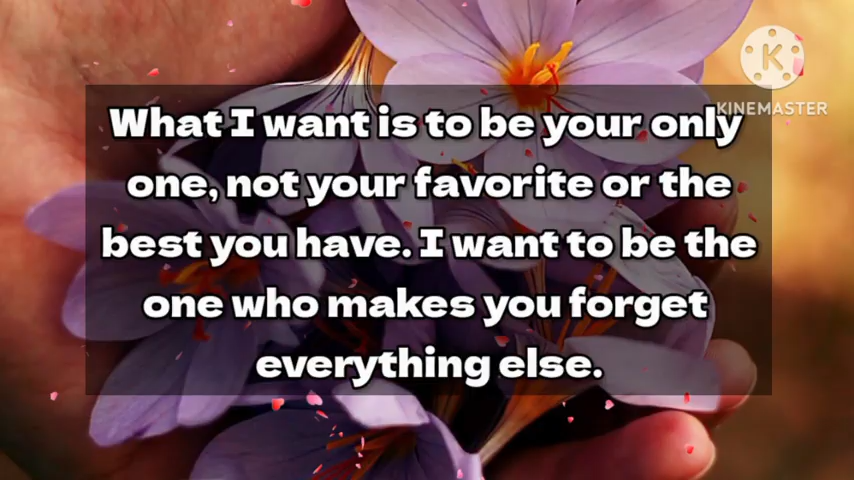 K
KINEMASTER
What I want is to be your only
one, not your favorite or the
best you have. I want to be the
one who makes you forget
everything else.